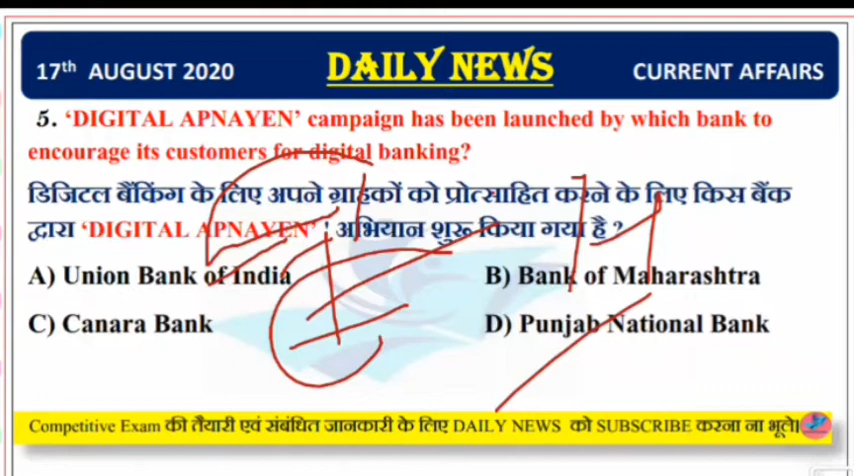 17th AUGUST 2020 DAILY NEWS CURRENT AFFAIRS
5. ‘DIGITAL APNAYEN’ campaign has been launched by which bank to
encourage its customers for digital banking?
डिजिटल बैंकिंग के लिए अपने ग्राहकों को प्रोत्साहित करने के लिए किस बैंक
द्वारा ‘DIGITAL APNAYEN’ ! अभियान शुरू किया गया है ?
A) Union Bank of India B) Bank of Maharashtra
C) Canara Bank D) Punjab National Bank
Competitive Exam की तैयारी एवं संबंधित जानकारी के लिए DAILY NEWS को SUBSCRIBE करना ना भूले।